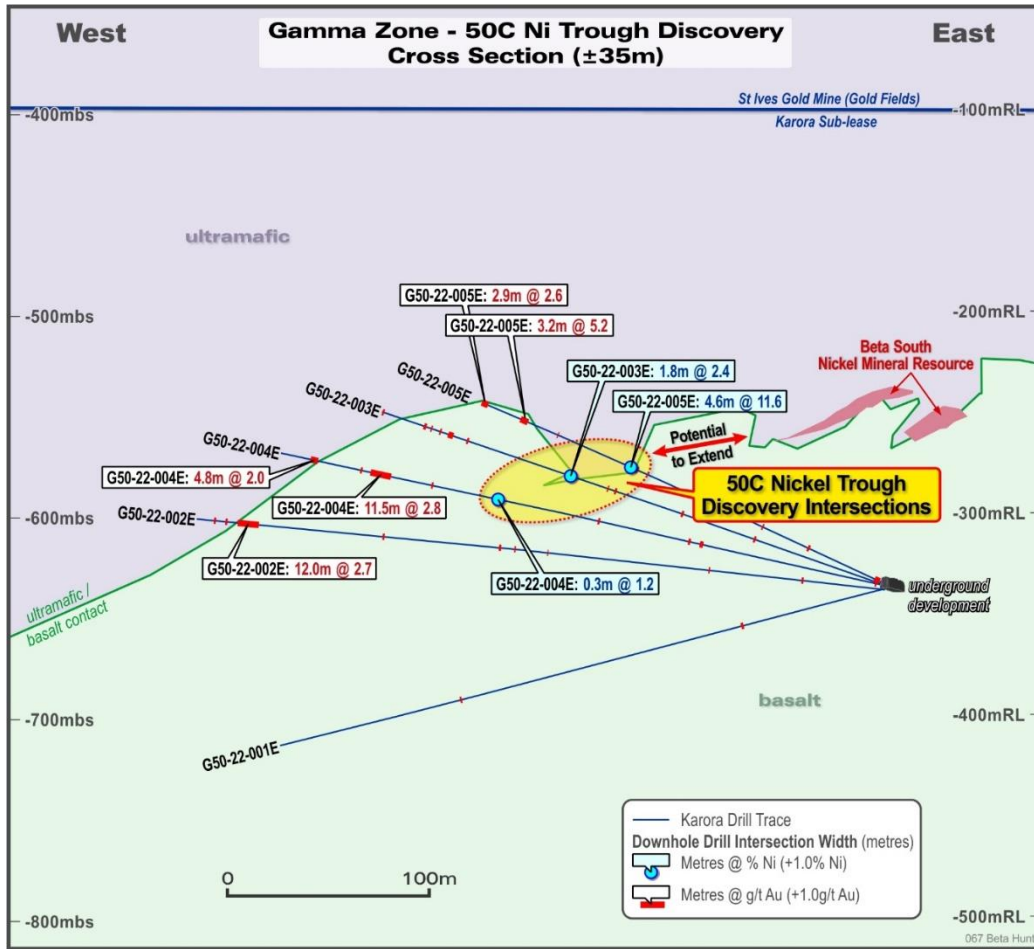 West
Gamma Zone - 50C Ni Trough Discovery
Cross Section (±35m)
East
St Ives Gold Mine (Gold Fields)
-400mbs
-100mRL
Karora Sub-lease
ultramafic
G50-22-005E: 2.9m @ 2.6
-500mbs
-200mRL
G50-22-005E: 3.2m @ 5.2
Beta South
Nickel Mineral Resource
G50-22-003E: 1.8m @ 2.4
G50-22-005E
G50-22-005E: 4.6m @ 11.6
G50-22-003E
Potential
to Extend
G50-22-004E
G50-22-004E: 4.8m @ 2.0
50C Nickel Trough
Discovery Intersections
G50-22-004E: 11.5m @ 2.8
-600mbs
G50-22-002E
-300mRL
G50-22-002E: 12.0m @ 2.7
G50-22-004E: 0.3m @ 1.2
underground
development
ultramafic /
basalt contact
-700mbs
basalt
-400mRL
G50-22-001E
Karora Drill Trace
Downhole Drill Intersection Width (metres)
Metres @ % Ni (+1.0% Ni)
Metres @ g/t Au (+1.0g/t Au)
0
100m
-800mbs
-500mRL
067 Beta Hunt